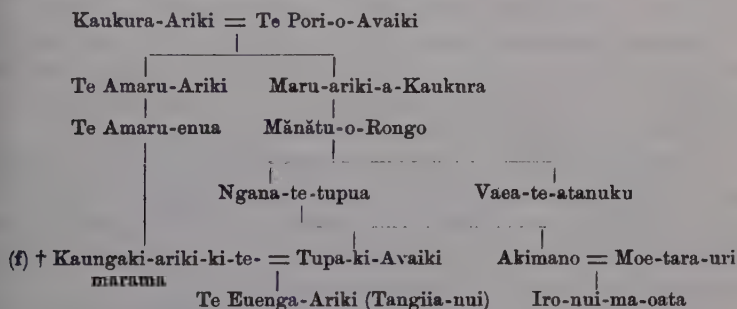 Kaukura-Ariki = Te Pori-o-Avaiki
Te Amaru-Ariki Maru-ariki-a-Kauknra
Te Amaru-enua Mănătu-o-Rongo
Ngana-te-tupua Vaea-te-atanuku
(f) † Kaungaki-ariki-ki-te- = Tupa-ki-Avaiki Akimano = Moe-tara-uri
marama
Te Euenga-Ariki (Tangiia-nui) Iro-nui-ma-oata